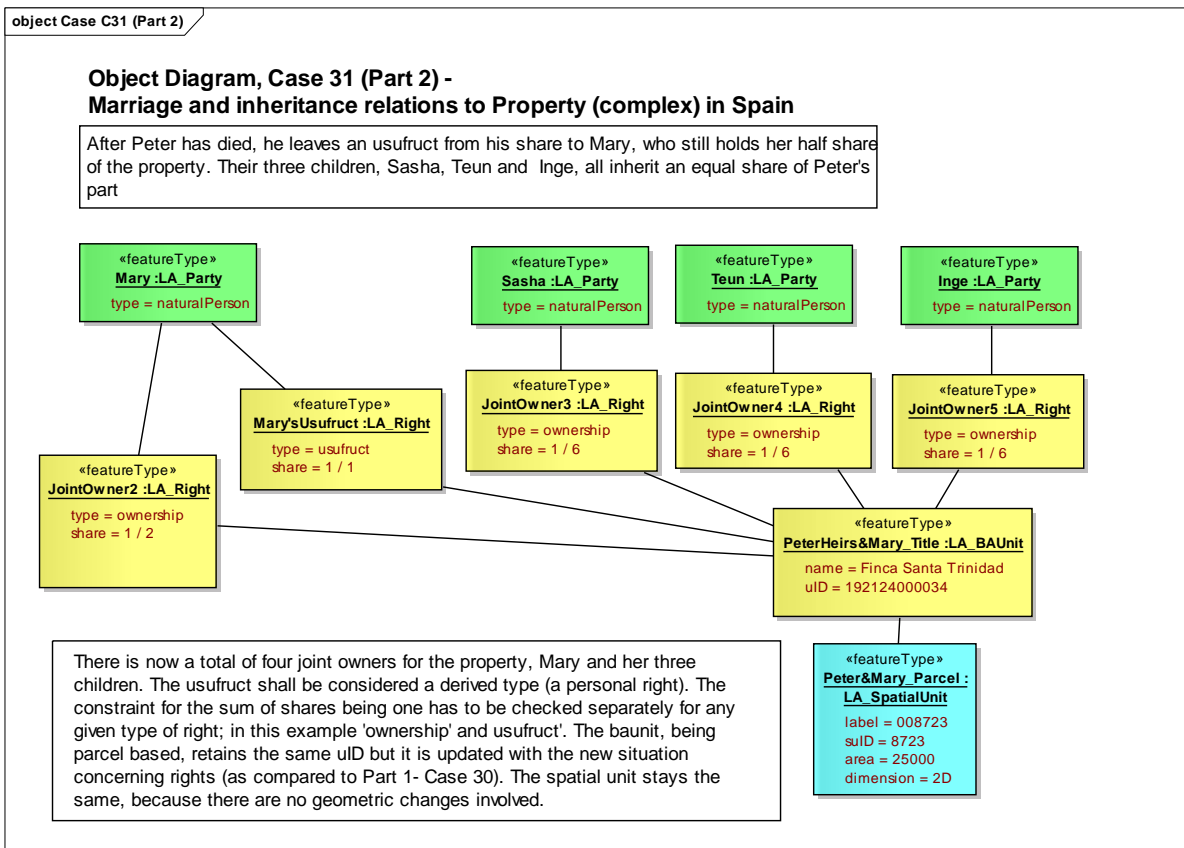 object Case C31 (Part 2)
Object Diagram, Case 31 (Part 2) -
Marriage and inheritance relations to Property (complex) in Spain
After Peter has died, he leaves an usufruct from his share to Mary, who still holds her half share
of the property. Their three children, Sasha, Teun and  Inge, all inherit an equal share of Peter's
part
«featureType»
Mary :LA_Party
type = naturalPerson
«featureType»
Sasha :LA_Party
type = naturalPerson
«featureType»
Teun :LA_Party
type = naturalPerson
«featureType»
Inge :LA_Party
type = naturalPerson
«featureType»
JointOwner2 :LA_Right
type = ownership
share = 1 / 2
«featureType»
Mary'sUsufruct :LA_Right
type = usufruct
share = 1 / 1
«featureType»
JointOwner3 :LA_Right
type = ownership
share = 1 / 6
«featureType»
JointOwner4 :LA_Right
type = ownership
share = 1 / 6
«featureType»
JointOwner5 :LA_Right
type = ownership
share = 1 / 6
«featureType»
PeterHeirs&Mary_Title :LA_BAUnit
name = Finca Santa Trinidad
uID = 192124000034
«featureType»
Peter&Mary_Parcel :
LA_SpatialUnit
label = 008723
suID = 8723
area = 25000
dimension = 2D
There is now a total of four joint owners for the property, Mary and her three
children. The usufruct shall be considered a derived type (a personal right). The
constraint for the sum of shares being one has to be checked separately for any
given type of right; in this example 'ownership' and usufruct'. The baunit, being
parcel based, retains the same uID but it is updated with the new situation
concerning rights (as compared to Part 1- Case 30). The spatial unit stays the
same, because there are no geometric changes involved.